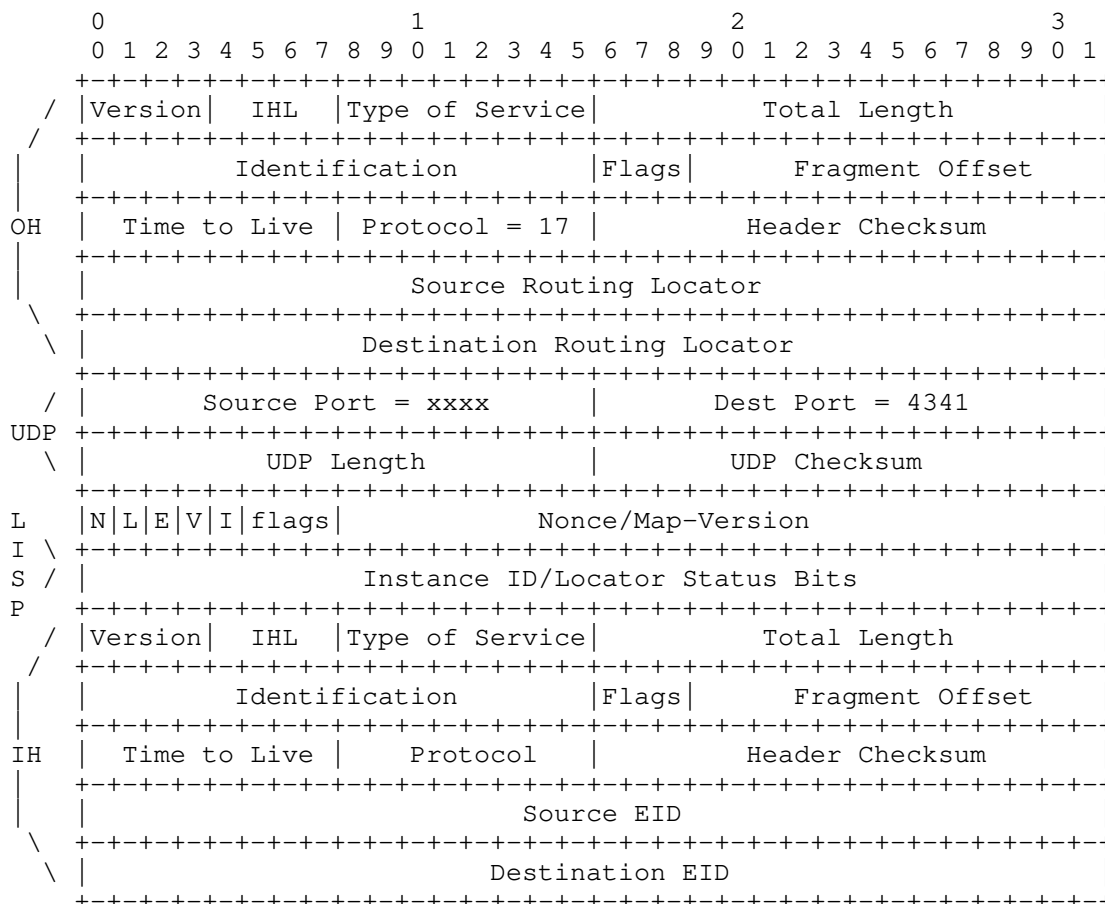 0                   1                   2                   3
0 1 2 3 4 5 6 7 8 9 0 1 2 3 4 5 6 7 8 9 0 1 2 3 4 5 6 7 8 9 0 1
+-+-+-+-+-+-+-+-+-+-+-+-+-+-+-+-+-+-+-+-+-+-+-+-+-+-+-+-+-+-+-+--
/ |Version| IHL |Type of Service| Total Length
/ +-+-+-+-+-+-+-+-+-+-+-+-+-+-+-+-+-+-+-+-+-+-+-+-+-+-+-+-+-+-+-+--
| | Identification |Flags| Fragment Offset
| +-+-+-+-+-+-+-+-+-+-+-+-+-+-+-+-+-+-+-+-+-+-+-+-+-+-+-+-+-+-+-+--
OH | Time to Live | Protocol = 17 | Header Checksum
| +-+-+-+-+-+-+-+-+-+-+-+-+-+-+-+-+-+-+-+-+-+-+-+-+-+-+-+-+-+-+-+--
| | Source Routing Locator
\ +-+-+-+-+-+-+-+-+-+-+-+-+-+-+-+-+-+-+-+-+-+-+-+-+-+-+-+-+-+-+-+--
\ | Destination Routing Locator
+-+-+-+-+-+-+-+-+-+-+-+-+-+-+-+-+-+-+-+-+-+-+-+-+-+-+-+-+-+-+-+--
/ | Source Port = xxxx | Dest Port = 4341
UDP +-+-+-+-+-+-+-+-+-+-+-+-+-+-+-+-+-+-+-+-+-+-+-+-+-+-+-+-+-+-+-+--
\ | UDP Length | UDP Checksum
+-+-+-+-+-+-+-+-+-+-+-+-+-+-+-+-+-+-+-+-+-+-+-+-+-+-+-+-+-+-+-+--
L |N|L|E|V|I|flags| Nonce/Map-Version
I \ +-+-+-+-+-+-+-+-+-+-+-+-+-+-+-+-+-+-+-+-+-+-+-+-+-+-+-+-+-+-+-+--
S / | Instance ID/Locator Status Bits
P +-+-+-+-+-+-+-+-+-+-+-+-+-+-+-+-+-+-+-+-+-+-+-+-+-+-+-+-+-+-+-+--
/ |Version| IHL |Type of Service| Total Length
/ +-+-+-+-+-+-+-+-+-+-+-+-+-+-+-+-+-+-+-+-+-+-+-+-+-+-+-+-+-+-+-+--
| | Identification |Flags| Fragment Offset
| +-+-+-+-+-+-+-+-+-+-+-+-+-+-+-+-+-+-+-+-+-+-+-+-+-+-+-+-+-+-+-+--
IH | Time to Live | Protocol | Header Checksum
| +-+-+-+-+-+-+-+-+-+-+-+-+-+-+-+-+-+-+-+-+-+-+-+-+-+-+-+-+-+-+-+--
| | Source EID
\ +-+-+-+-+-+-+-+-+-+-+-+-+-+-+-+-+-+-+-+-+-+-+-+-+-+-+-+-+-+-+-+--
\ | Destination EID
+-+-+-+-+-+-+-+-+-+-+-+-+-+-+-+-+-+-+-+-+-+-+-+-+-+-+-+-+-+-+-+--